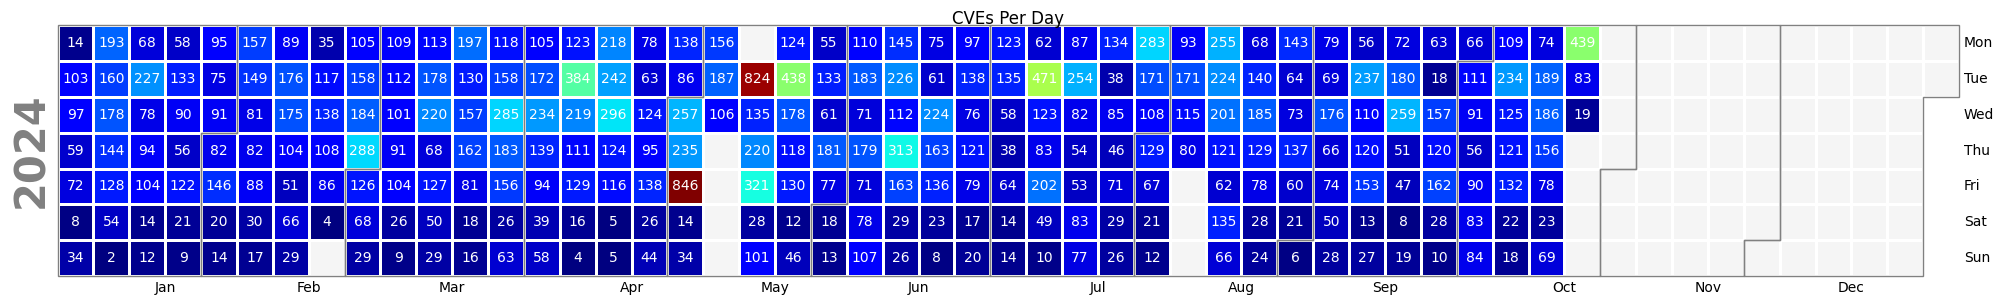 CVEs Per Day
14 193 68 58 95 157 89 35 105 109 113 197 118 105 123 218 78 138 156 124 55 110 145 75 97 123 62 87 134 283 93 255 68 143 79 56 72 63 66 109 74 439 Mon
103 160 227 133 75 149 176 117 158 112 178 130 158 172 384 242 63 86 187 824 438 133 183 226 61 138 135 471 254 38 171 171 224 140 64 69 237 180 18 111 234 189 83 Tue
97 178 78 90 91 81 175 138 184 101 220 157 285 234 219 296 124 257 106 135 178 61 71 112 224 76 58 123 82 85 108 115 201 185 73 176 110 259 157 91 125 186 19 Wed
59 144 94 56 82 82 104 108 288 91 68 162 183 139 111 124 95 235 220 118 181 179 313 163 121 38 83 54 46 129 80 121 129 137 66 120 51 120 56 121 156 Thu
72 128 104 122 146 88 51 86 126 104 127 81 156 94 129 116 138 846 321 130 77 71 163 136 79 64 202 53 71 67 62 78 60 74 153 47 162 90 132 78 Fri
8 54 14 21 20 30 66 4 68 26 50 18 26 39 16 5 26 14 28 12 18 78 29 23 17 14 49 83 29 21 135 28 21 50 13 8 28 83 22 23 Sat
34 2 12 9 14 17 29 29 9 29 16 63 58 4 5 44 34 101 46 13 107 26 8 20 14 10 77 26 12 66 24 6 28 27 19 10 84 18 69 Sun
2024
Jan Feb Mar Apr May Jun Jul Aug Sep Oct Nov Dec